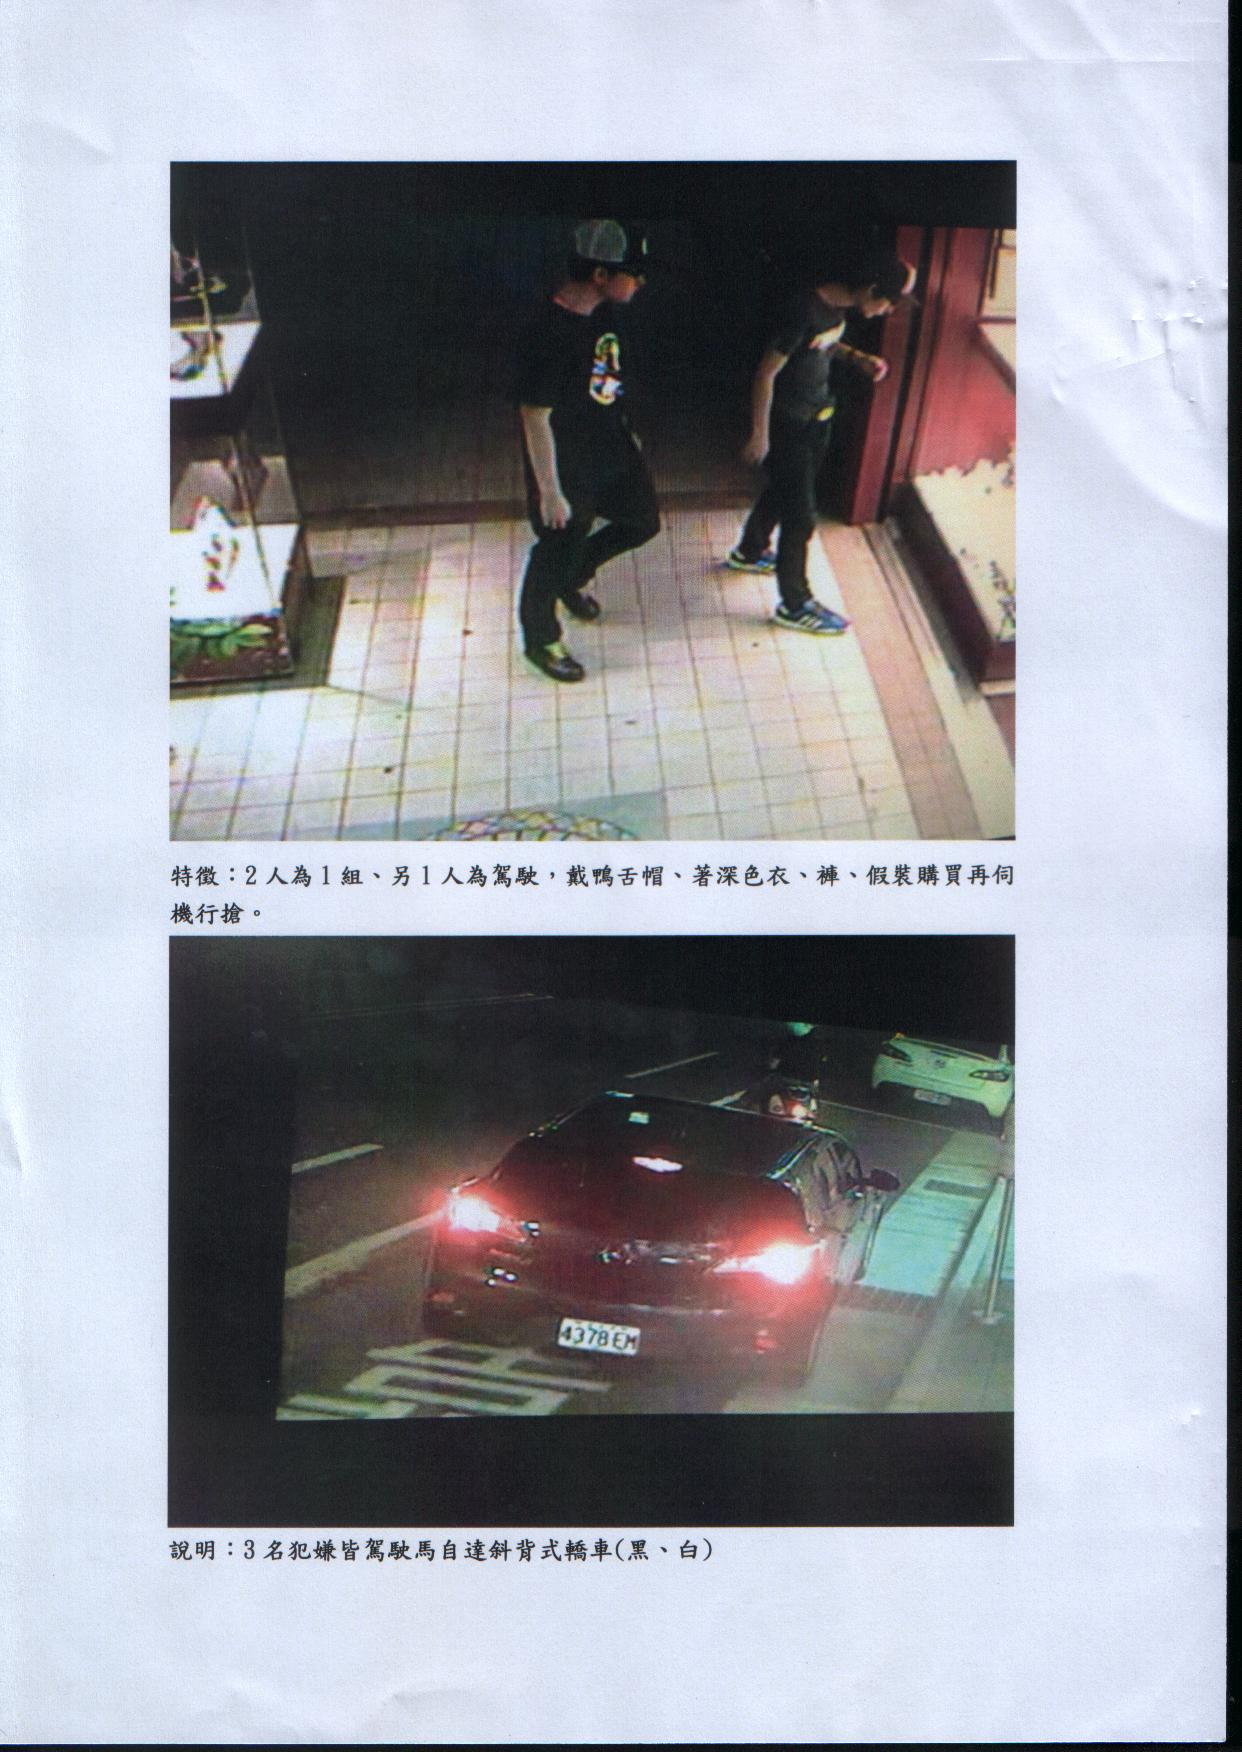 特徵：2人為1組、另1人為駕駛，戴鴨舌帽、著深色衣、褲、假裝購買再伺
機行搶。
4378 EM
說明：3名犯嫌皆駕駛馬自達斜背式轎車(黑、白)